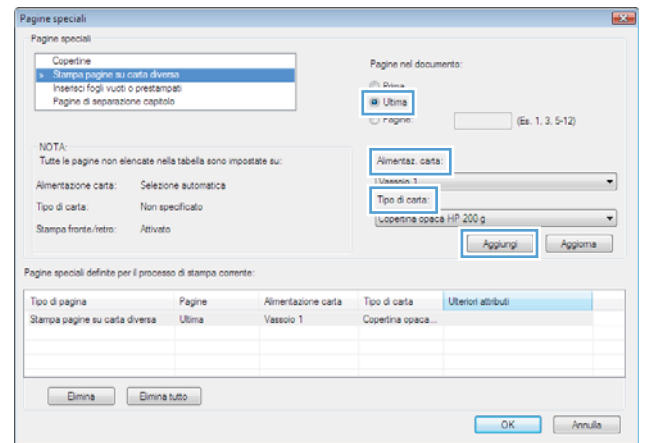 Pagine speciali
Pagine speciali
Copertine
» Stampa pagine su carta diversa
Inserisci fogli vuoti o prestampati
Pagine di separazione capitolo
Pagine nel documento:
Prima
Ultima
Pagine:
(Es. 1, 3, 5-12)
NOTA:
Tutte le pagine non elencate nella tabella sono impostate su:
Alimentazione carta: Selezione automatica
Tipo di carta: Non specificato
Stampa fronte/retro: Attivato
Alimentaz. carta:
Vassoio 1
Tipo di carta:
Copertina opaca HP 200 g
Aggiungi Aggiorna
Pagine speciali definite per il processo di stampa corrente:
Tipo di pagina Pagine Alimentazione carta Tipo di carta Ulteriori attributi
Stampa pagine su carta diversa Ultima Vassoio 1 Copertina opaca...
Elimina Elimina tutto
OK Annulla